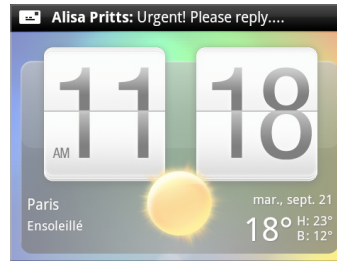 Alisa Pritts: Urgent! Please reply....
11 18
AM
Paris
Ensoleillé
mar., sept. 21
18° H: 23°
B: 12°